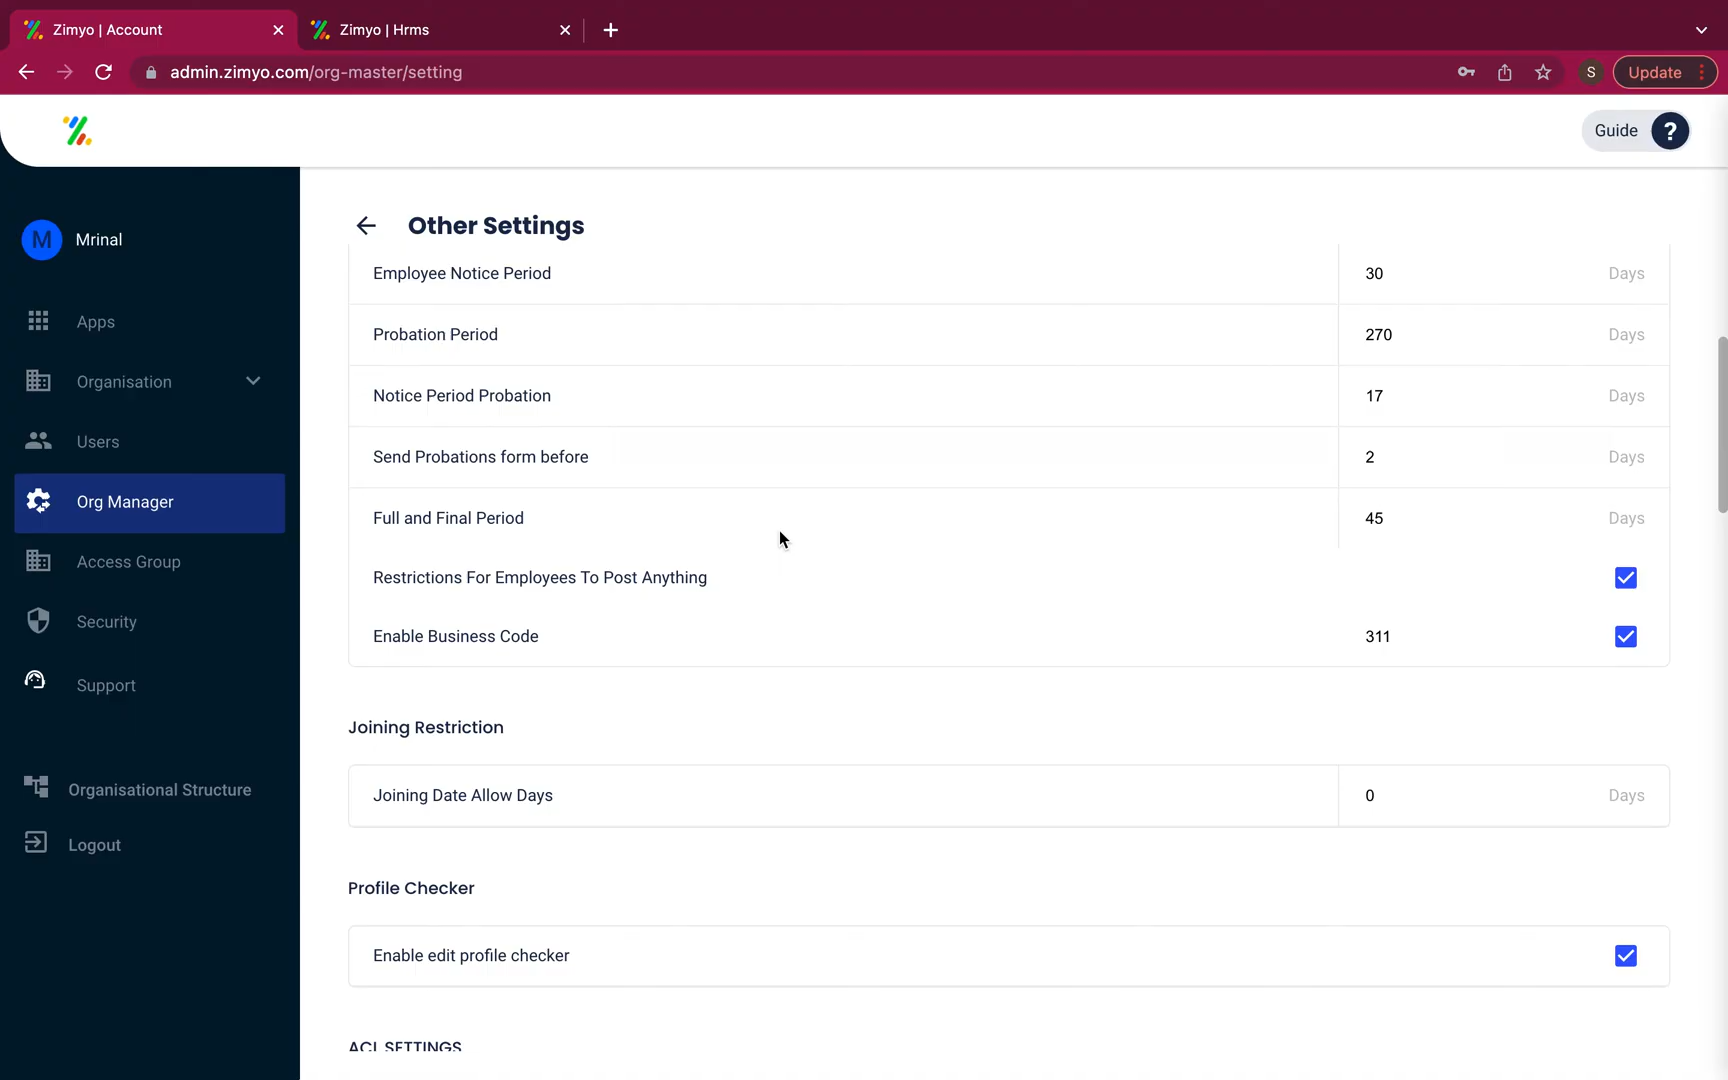 Zimyo | Account
Zimyo | Hrms
admin.zimyo.com/org-master/setting
S
Update
Guide ?
M Mrinal
Apps
Organisation
Users
Org Manager
Access Group
Security
Support
Organisational Structure
Logout
Other Settings
Employee Notice Period 30 Days
Probation Period 270 Days
Notice Period Probation 17 Days
Send Probations form before 2 Days
Full and Final Period 45 Days
Restrictions For Employees To Post Anything
Enable Business Code 311
Joining Restriction
Joining Date Allow Days 0 Days
Profile Checker
Enable edit profile checker
ACL SETTINGS